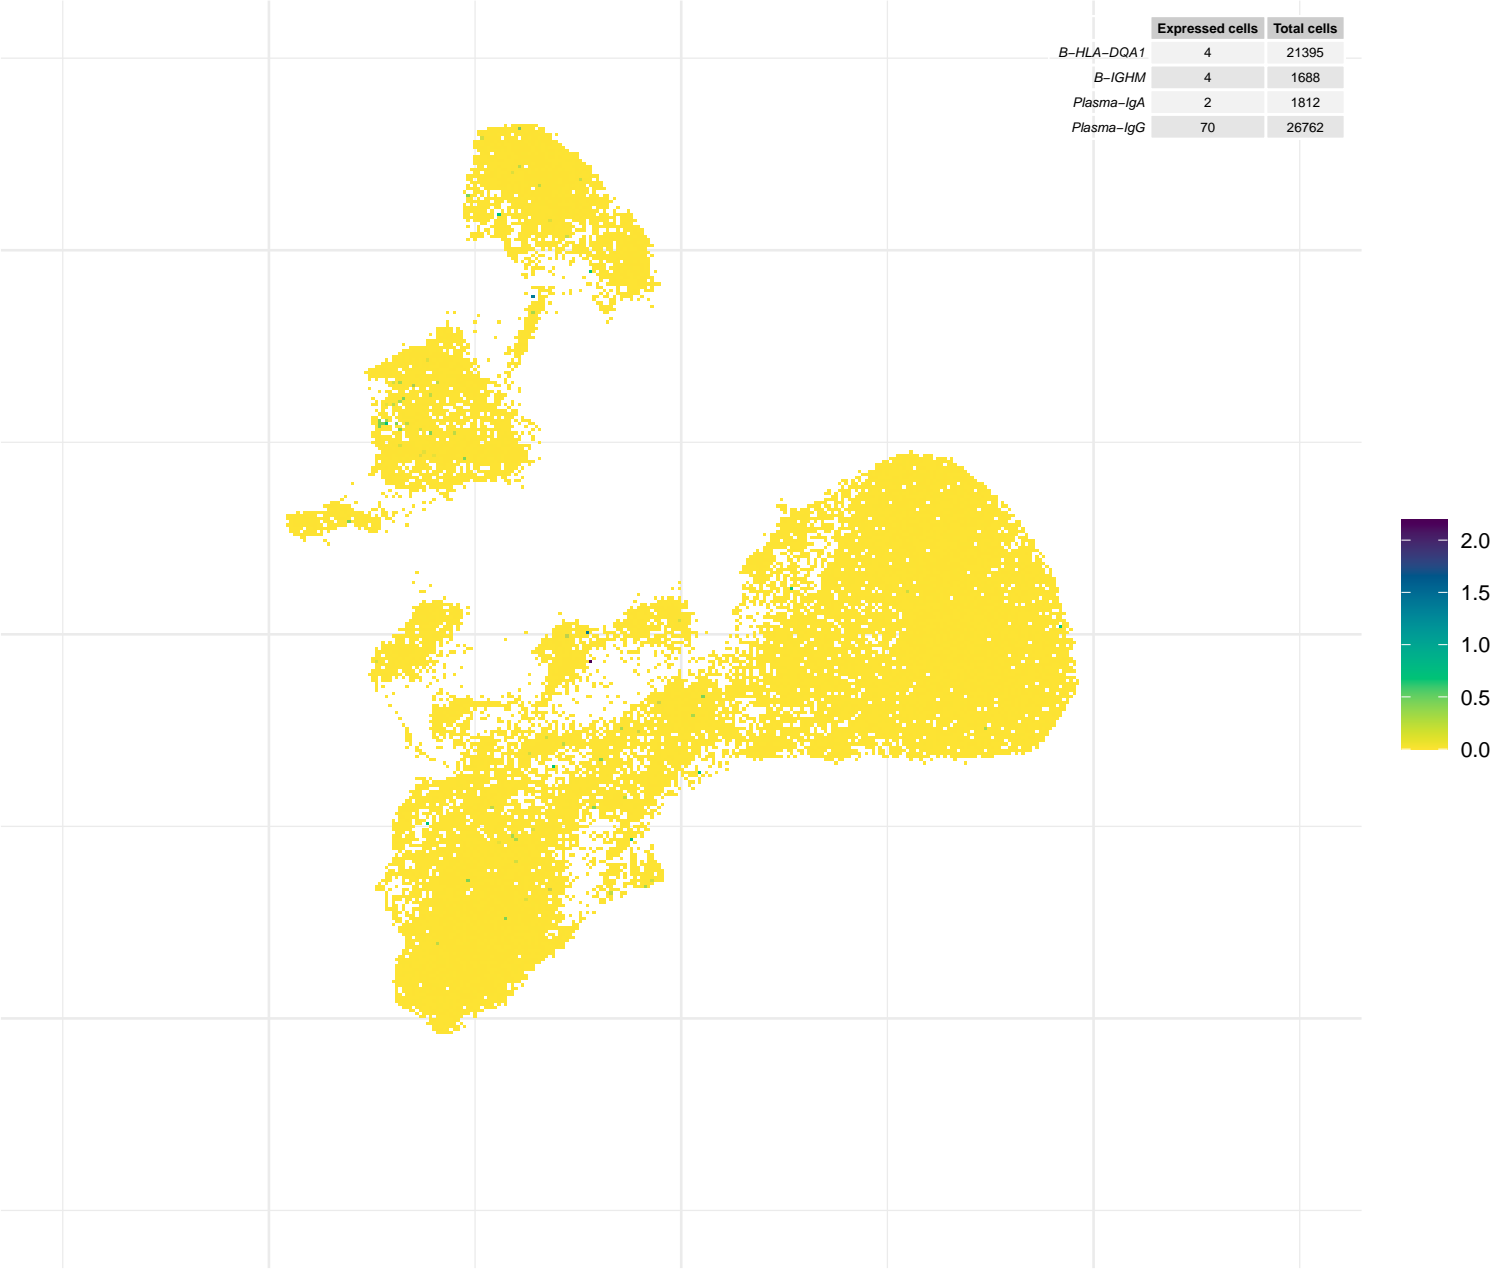 Expressed cells Total cells
B−HLA−DQA1 4 21395
B−IGHM 4 1688
Plasma−IgA 2 1812
Plasma−IgG 70 26762
2.0
1.5
1.0
0.5
0.0